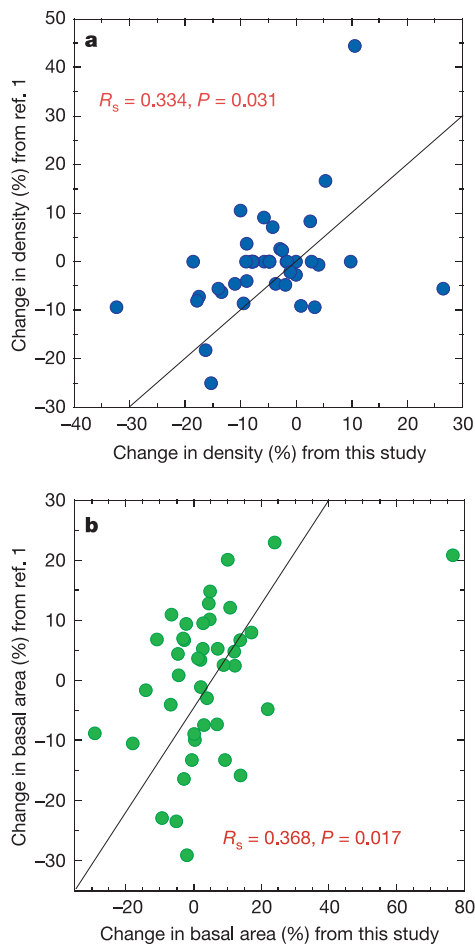 a
R_s = 0.334, P = 0.031
Change in density (%) from ref. 1
50
40
30
20
10
0
−10
−20
−30
−40 −30 −20 −10 0 10 20 30
Change in density (%) from this study
b
Change in basal area (%) from ref. 1
30
20
10
0
−10
−20
−30
R_s = 0.368, P = 0.017
−20 0 20 40 60 80
Change in basal area (%) from this study